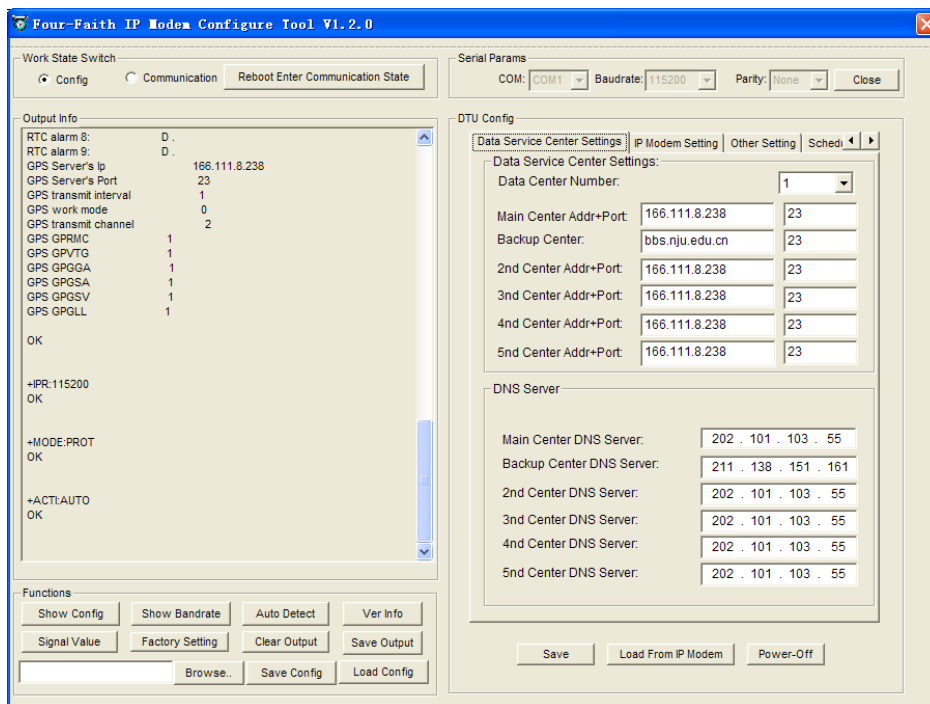 Four-Faith IP Modem Configure Tool V1.2.0
Work State Switch
Config
Communication
Reboot Enter Communication State
Serial Params
COM: COM1
Baudrate: 115200
Parity: None
Close
Output Info
RTC alarm 8: D .
RTC alarm 9: D .
GPS Server's Ip 166.111.8.238
GPS Server's Port 23
GPS transmit interval 1
GPS work mode 0
GPS transmit channel 2
GPS GPRMC 1
GPS GPVTG 1
GPS GPGGA 1
GPS GPGSA 1
GPS GPGSV 1
GPS GPGLL 1
OK
+IPR:115200
OK
+MODE:PROT
OK
+ACTI:AUTO
OK
Functions
Show Config
Show Bandrate
Auto Detect
Ver Info
Signal Value
Factory Setting
Clear Output
Save Output
Browse..
Save Config
Load Config
DTU Config
Data Service Center Settings
IP Modem Setting
Other Setting
Schedu
Data Service Center Settings:
Data Center Number: 1
Main Center Addr+Port: 166.111.8.238 23
Backup Center: bbs.nju.edu.cn 23
2nd Center Addr+Port: 166.111.8.238 23
3nd Center Addr+Port: 166.111.8.238 23
4nd Center Addr+Port: 166.111.8.238 23
5nd Center Addr+Port: 166.111.8.238 23
DNS Server
Main Center DNS Server: 202 . 101 . 103 . 55
Backup Center DNS Server: 211 . 138 . 151 . 161
2nd Center DNS Server: 202 . 101 . 103 . 55
3nd Center DNS Server: 202 . 101 . 103 . 55
4nd Center DNS Server: 202 . 101 . 103 . 55
5nd Center DNS Server: 202 . 101 . 103 . 55
Save
Load From IP Modem
Power-Off